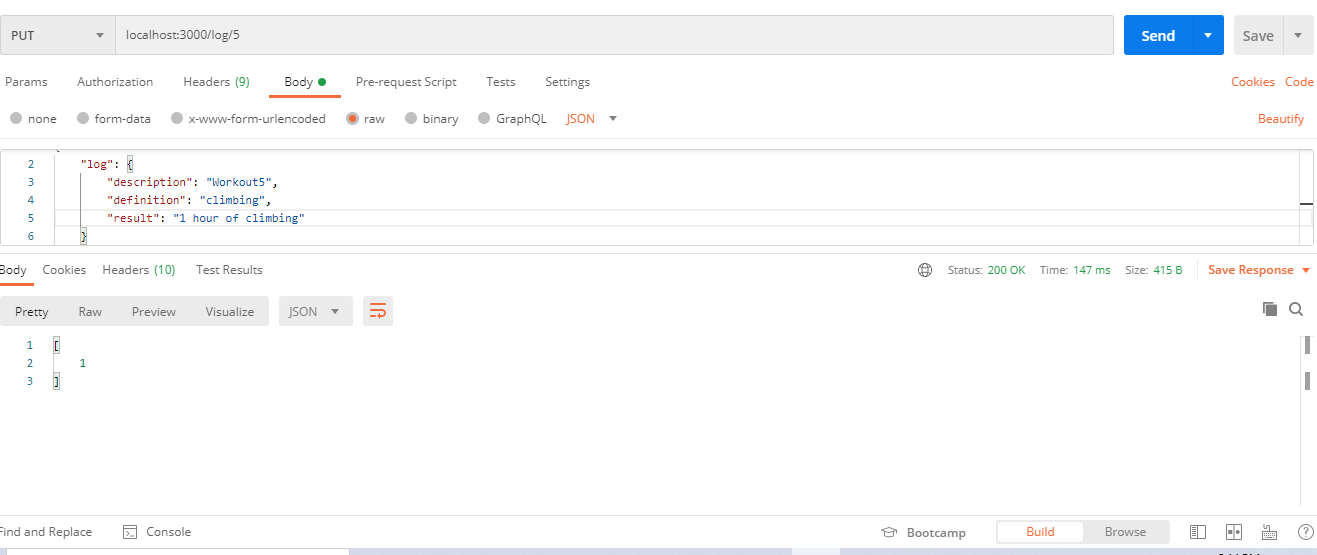 PUT localhost:3000/log/5 Send Save
Params Authorization Headers (9) Body Pre-request Script Tests Settings Cookies Code
none form-data x-www-form-urlencoded raw binary GraphQL JSON Beautify
2 "log": {
3 "description": "Workout5",
4 "definition": "climbing",
5 "result": "1 hour of climbing"
6 }
Body Cookies Headers (10) Test Results Status: 200 OK Time: 147 ms Size: 415 B Save Response
Pretty Raw Preview Visualize JSON
1 [
2 1
3 ]
Find and Replace Console Bootcamp Build Browse